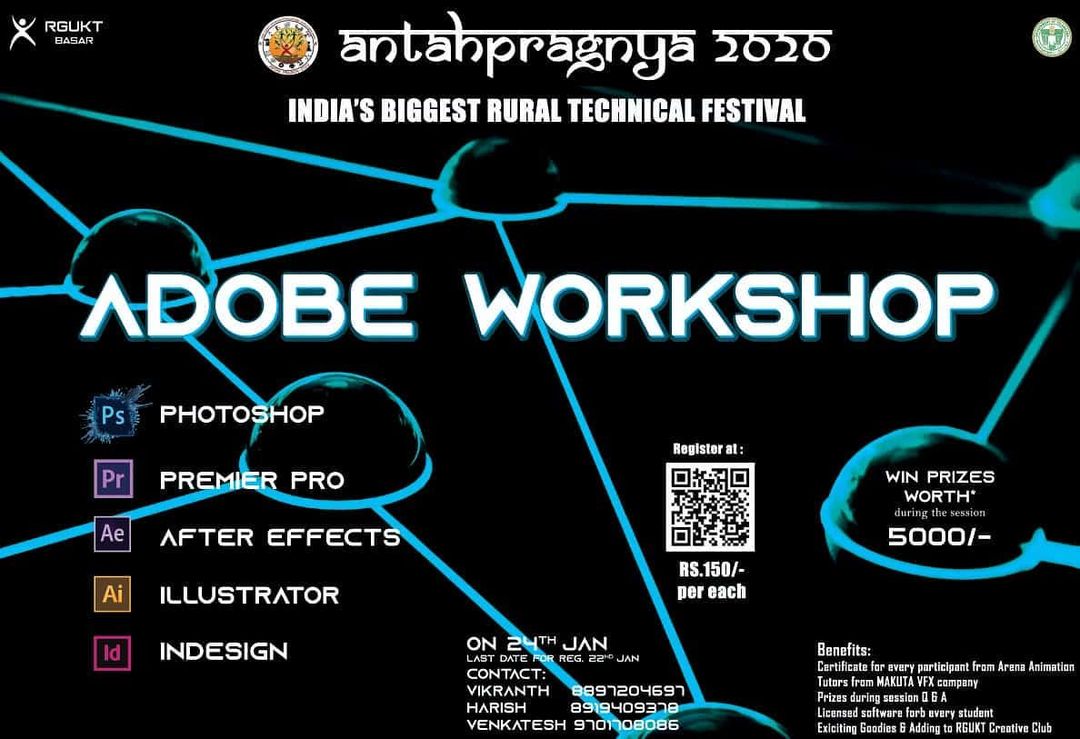 RGUKT
BASAR
antahpragnya 2020
INDIA'S BIGGEST RURAL TECHNICAL FESTIVAL
ADOBE WORKSHOP
Ps PHOTOSHOP
Pr PREMIER PRO
Ae AFTER EFFECTS
Ai ILLUSTRATOR
Id INDESIGN
Register at :
RS.150/-
per each
WIN PRIZES
WORTH*
during the session
5000/-
ON 24TH JAN
LAST DATE FOR REG. 22ND JAN
CONTACT:
VIKRANTH 8897204697
HARISH 8919409378
VENKATESH 9701708086
Benefits:
Certificate for every participant from Arena Animation
Tutors from MAKUTA VFX company
Prizes during session Q & A
Licensed software forb every student
Exiciting Goodies & Adding to RGUKT Creative Club